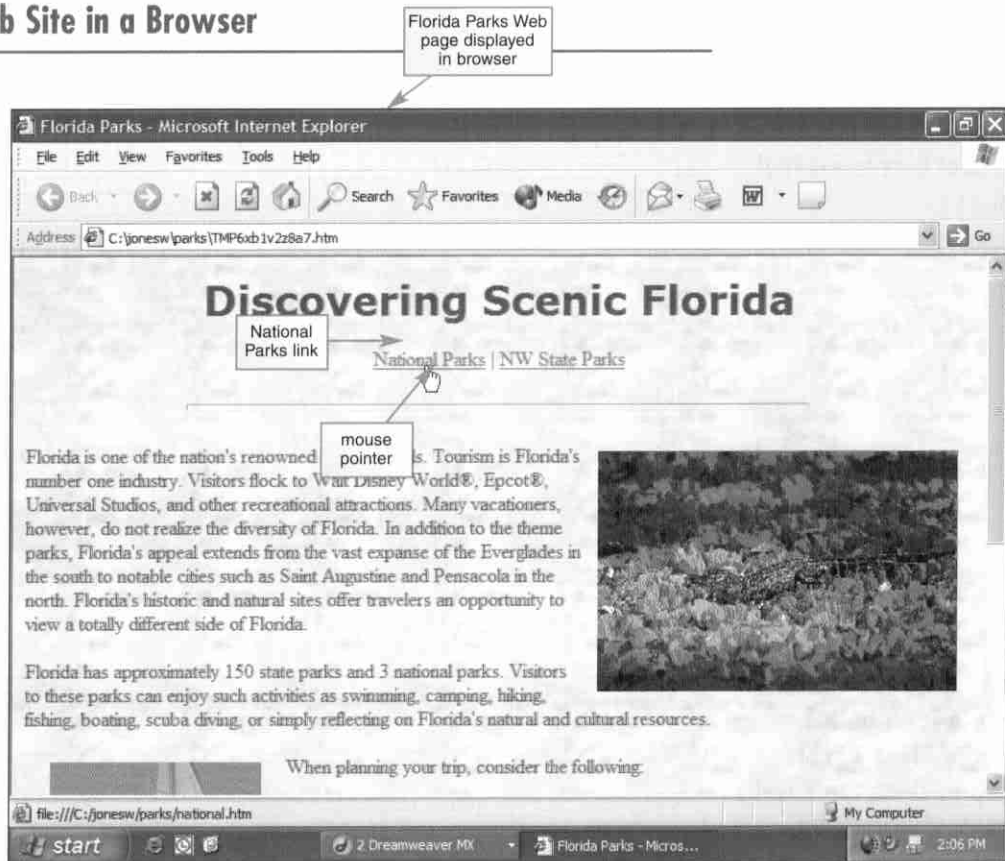 b Site in a Browser
Florida Parks Web
page displayed
in browser
Florida Parks - Microsoft Internet Explorer
File Edit View Favorites Tools Help
Back Search Favorites Media
Address C:\jonesw\parks\TMP6xb1v2z8a7.htm Go
Discovering Scenic Florida
National
Parks link
National Parks | NW State Parks
mouse
pointer
Florida is one of the nation's renowned s. Tourism is Florida's
number one industry. Visitors flock to Walt Disney World®, Epcot®,
Universal Studios, and other recreational attractions. Many vacationers,
however, do not realize the diversity of Florida. In addition to the theme
parks, Florida's appeal extends from the vast expanse of the Everglades in
the south to notable cities such as Saint Augustine and Pensacola in the
north. Florida's historic and natural sites offer travelers an opportunity to
view a totally different side of Florida.
Florida has approximately 150 state parks and 3 national parks. Visitors
to these parks can enjoy such activities as swimming, camping, hiking,
fishing, boating, scuba diving, or simply reflecting on Florida's natural and cultural resources.
When planning your trip, consider the following:
file:///C:/jonesw/parks/national.htm My Computer
start 2 Dreamweaver MX Florida Parks - Micros... 2:06 PM